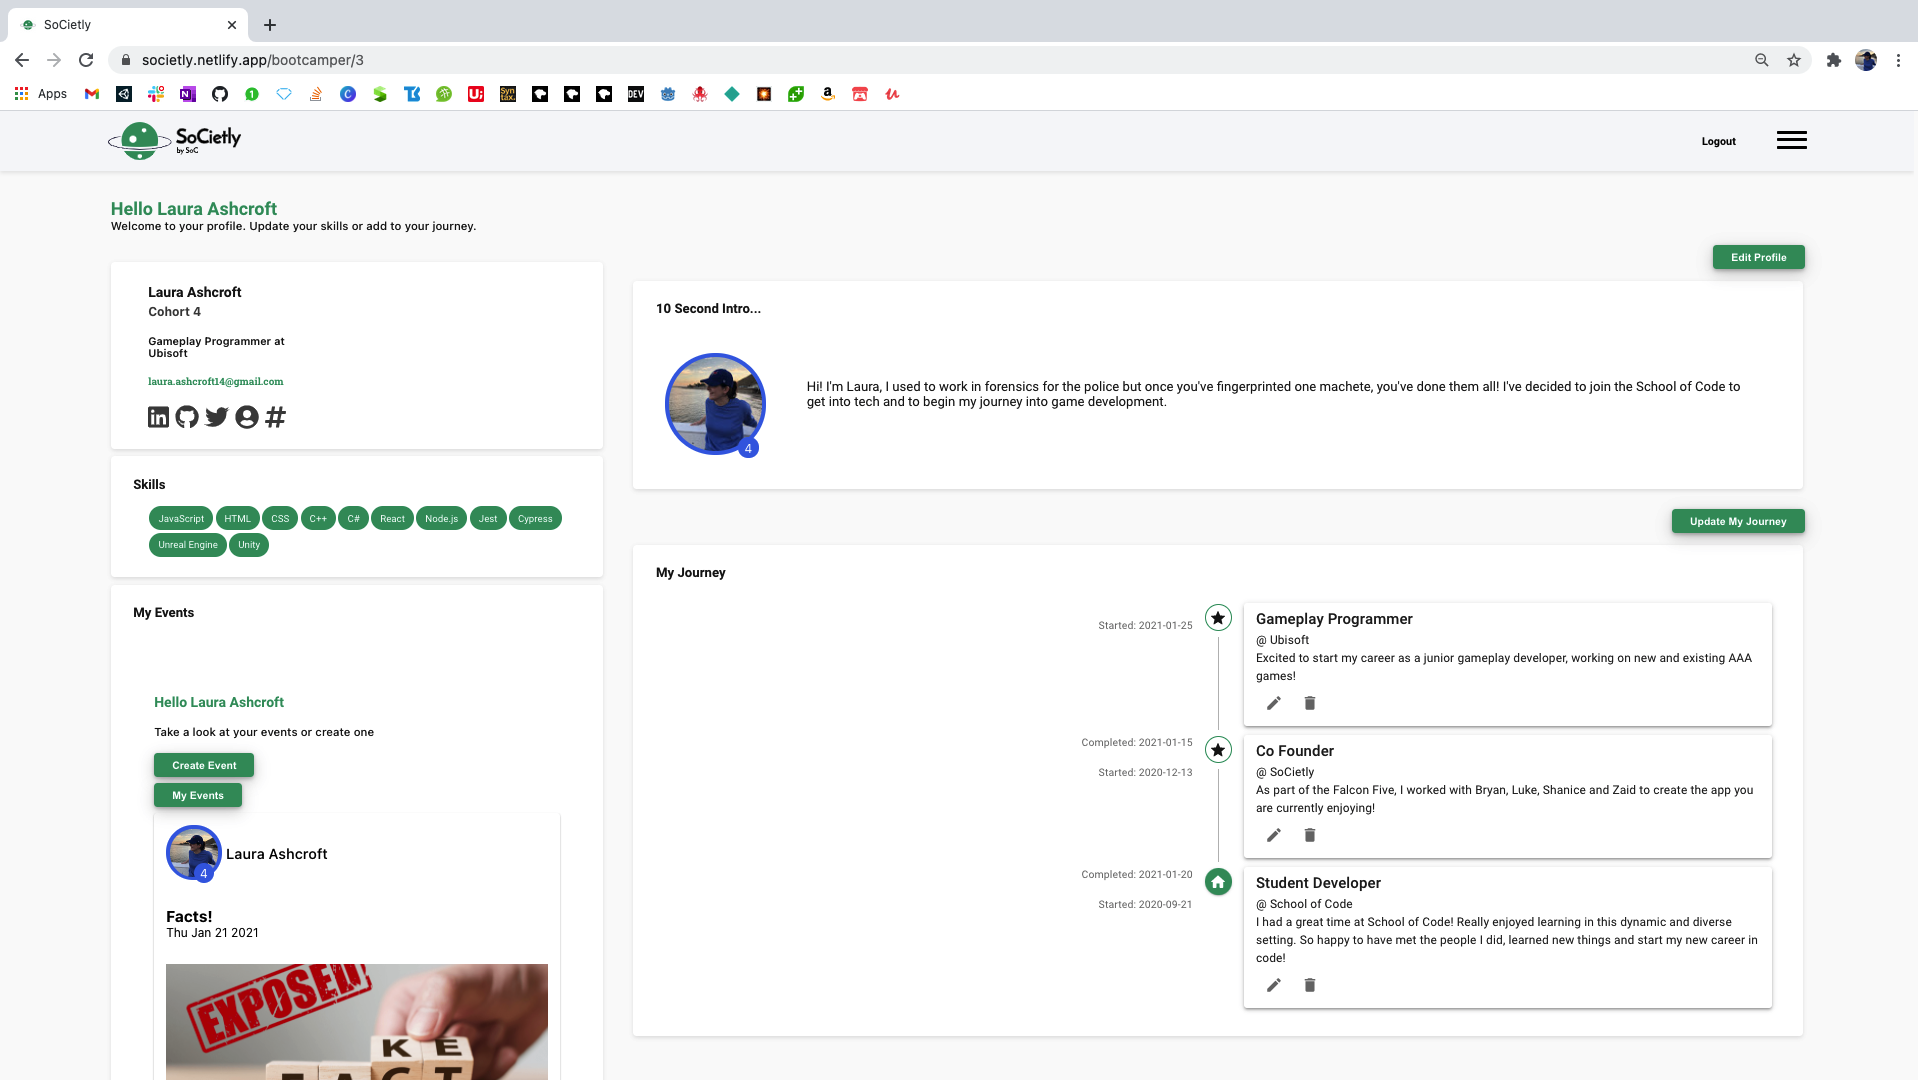 SoCietly
societly.netlify.app/bootcamper/3
Apps
SoCietly
by SoC
Logout
Hello Laura Ashcroft
Welcome to your profile. Update your skills or add to your journey.
Edit Profile
Laura Ashcroft
Cohort 4
Gameplay Programmer at
Ubisoft
laura.ashcroft14@gmail.com
10 Second Intro...
4
Hi! I'm Laura, I used to work in forensics for the police but once you've fingerprinted one machete, you've done them all! I've decided to join the School of Code to
get into tech and to begin my journey into game development.
Skills
JavaScript HTML CSS C++ C# React Node.js Jest Cypress
Unreal Engine Unity
Update My Journey
My Journey
Started: 2021-01-25
Gameplay Programmer
@ Ubisoft
Excited to start my career as a junior gameplay developer, working on new and existing AAA
games!
Completed: 2021-01-15
Started: 2020-12-13
Co Founder
@ SoCietly
As part of the Falcon Five, I worked with Bryan, Luke, Shanice and Zaid to create the app you
are currently enjoying!
Completed: 2021-01-20
Started: 2020-09-21
Student Developer
@ School of Code
I had a great time at School of Code! Really enjoyed learning in this dynamic and diverse
setting. So happy to have met the people I did, learned new things and start my new career in
code!
My Events
Hello Laura Ashcroft
Take a look at your events or create one
Create Event
My Events
4
Laura Ashcroft
Facts!
Thu Jan 21 2021
EXPOSED
KE
FACT